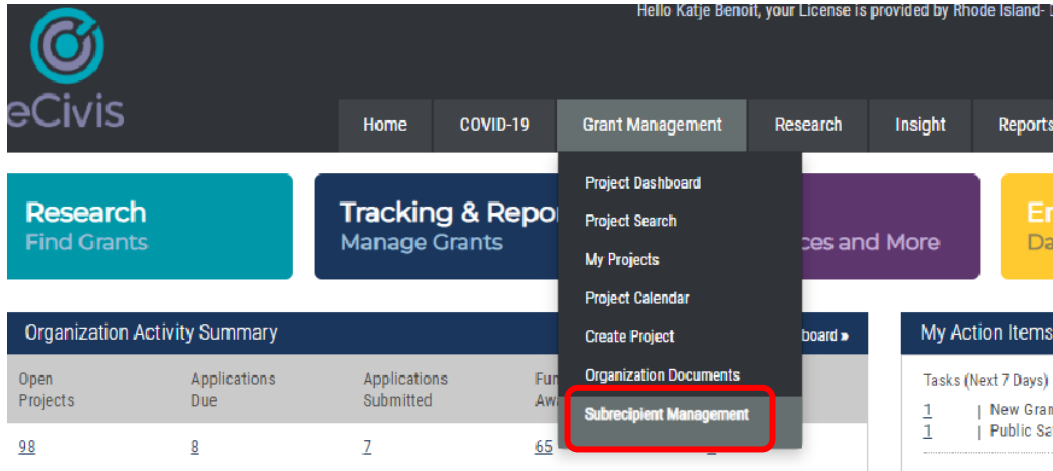 Hello Katje Benoit, your License is provided by Rhode Island-
eCivis
Home COVID-19 Grant Management Research Insight Reports
Research
Find Grants
Tracking & Repo
Manage Grants
ces and More
Project Dashboard
Project Search
My Projects
Project Calendar
Create Project
Organization Documents
Subrecipient Management
Organization Activity Summary
board »
Open Projects
Applications Due
Applications Submitted
98 8 7 65
My Action Items
Tasks (Next 7 Days)
1 | New Gran
1 | Public Sa